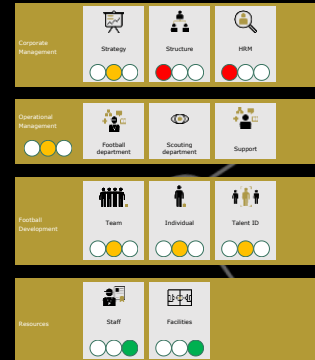 Corporate
Management
Strategy
Structure
HRM
Operational
Management
Football
department
Scouting
department
Support
Football
Development
Team
Individual
Talent ID
Resources
Staff
Facilities